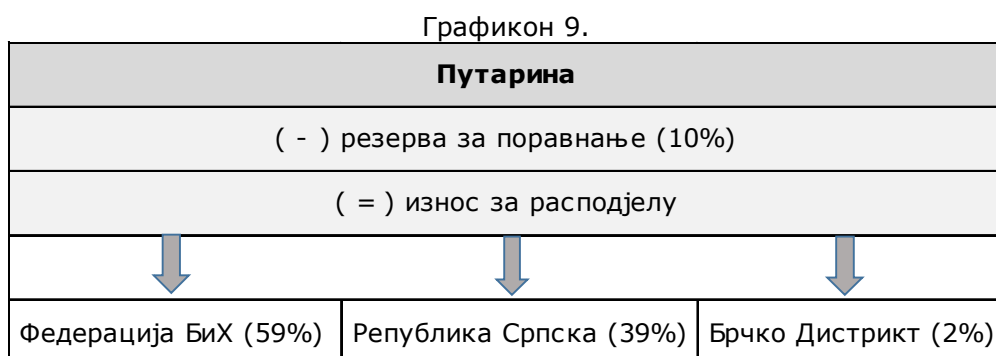 Графикон 9.
Путарина
( - ) резерва за поравнање (10%)
( = ) износ за расподјелу
Федерација БиХ (59%) Република Српска (39%) Брчко Дистрикт (2%)